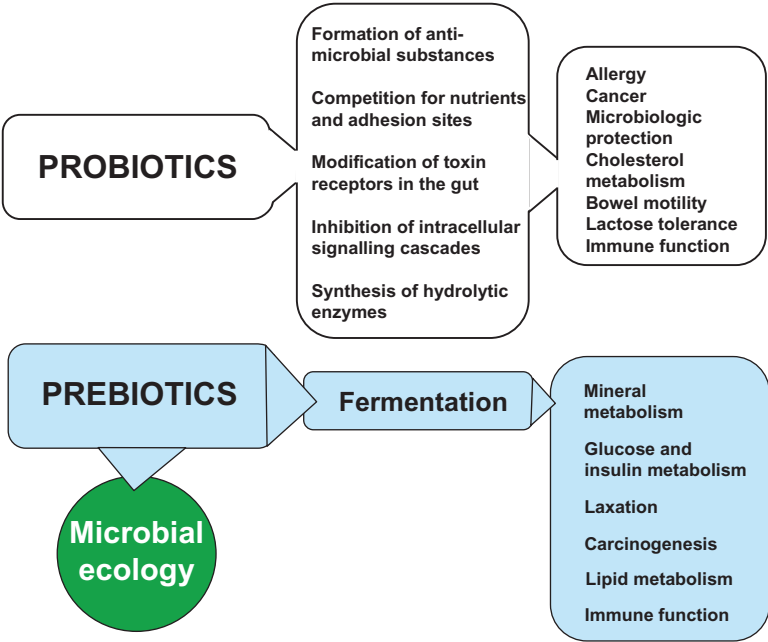 PROBIOTICS
Formation of anti-
microbial substances
Competition for nutrients
and adhesion sites
Modification of toxin
receptors in the gut
Inhibition of intracellular
signalling cascades
Synthesis of hydrolytic
enzymes
Allergy
Cancer
Microbiologic
protection
Cholesterol
metabolism
Bowel motility
Lactose tolerance
Immune function
PREBIOTICS
Fermentation
Mineral
metabolism
Glucose and
insulin metabolism
Laxation
Carcinogenesis
Lipid metabolism
Immune function
Microbial
ecology